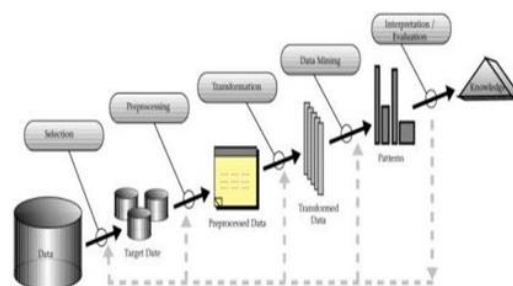 Interpretation /
Evaluation
Data Mining
Transformation
Preprocessing
Selection
Data
Target Date
Preprocessed Data
Transformed
Data
Patterns
Knowledge